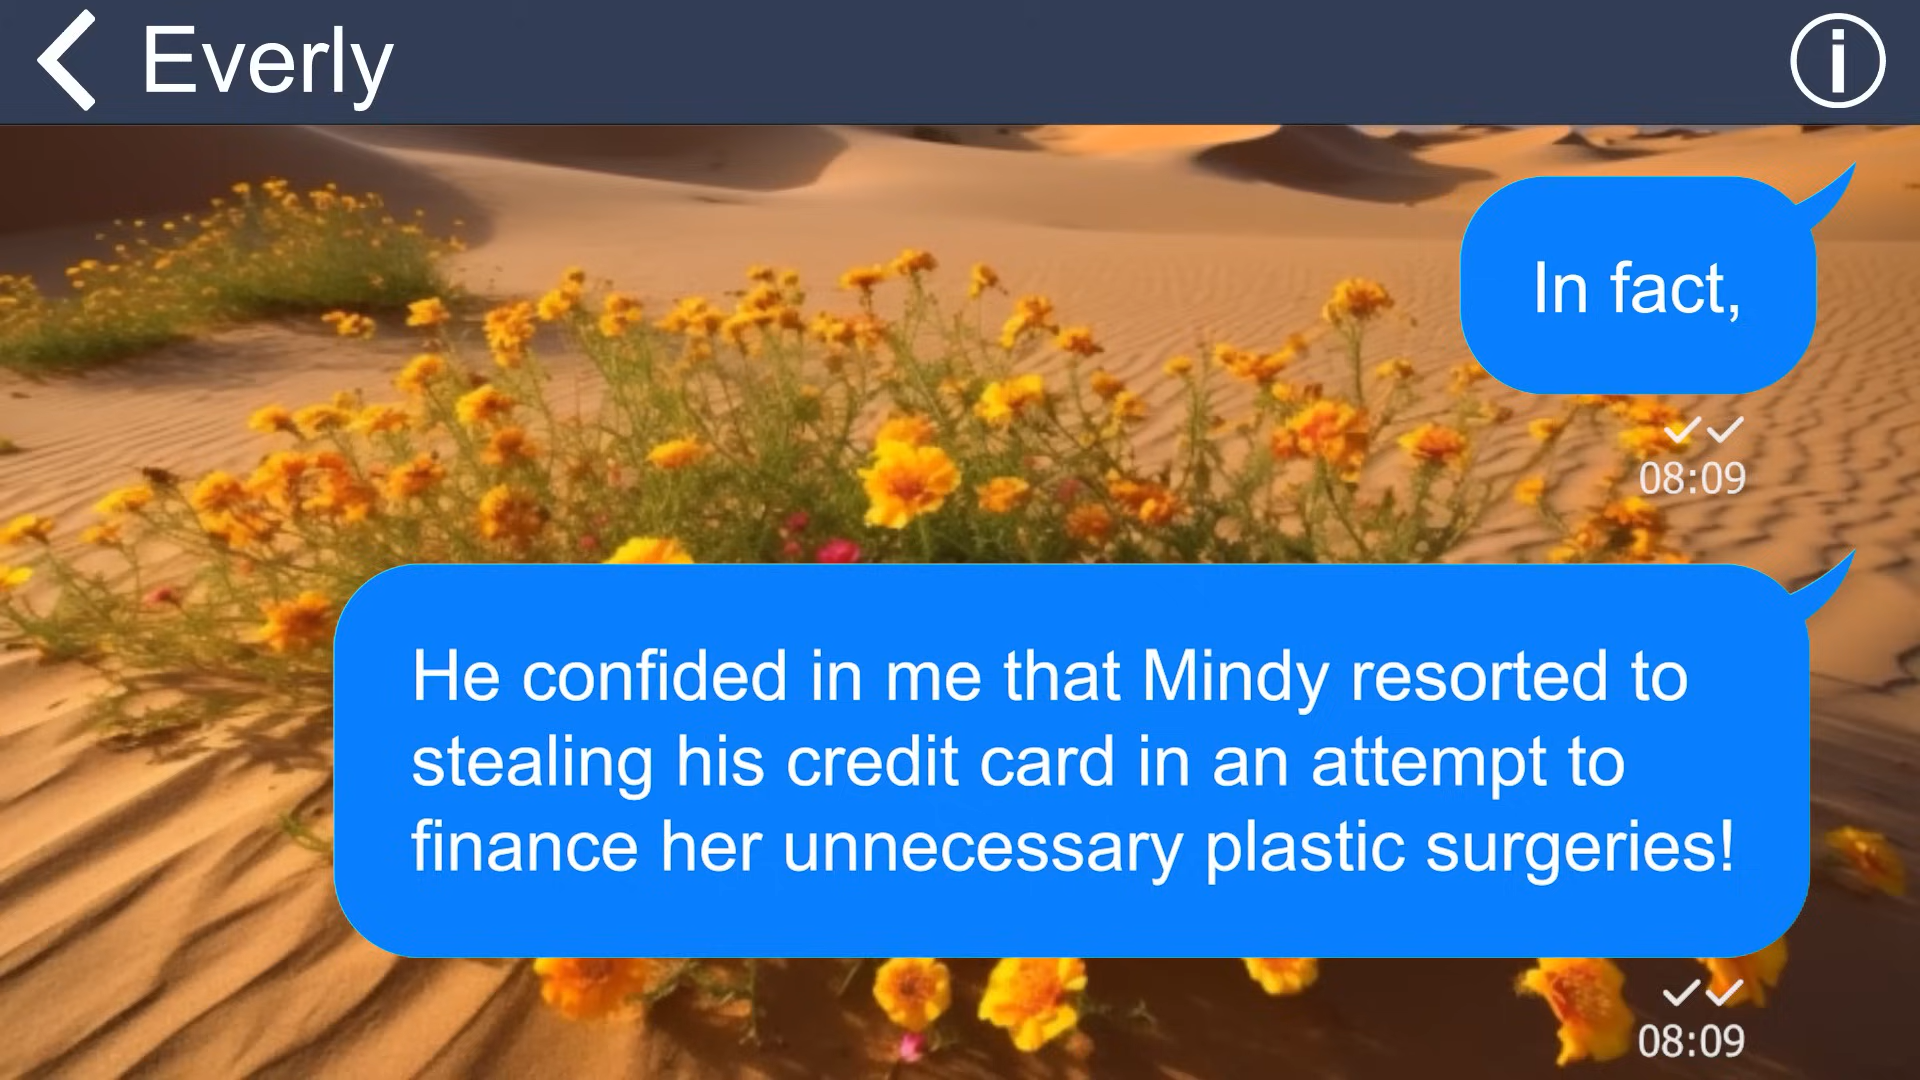 Everly
In fact,
08:09
He confided in me that Mindy resorted to
stealing his credit card in an attempt to
finance her unnecessary plastic surgeries!
08:09